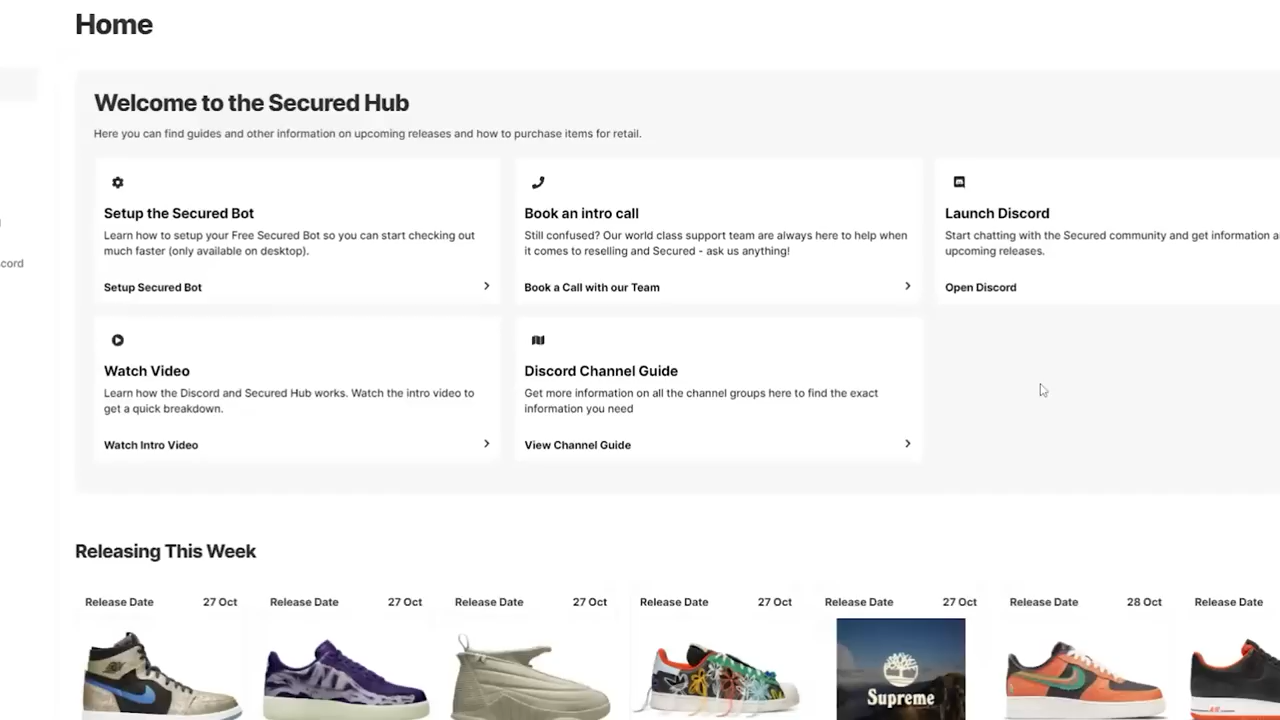 Home
Welcome to the Secured Hub
Here you can find guides and other information on upcoming releases and how to purchase items for retail.
Setup the Secured Bot
Learn how to setup your Free Secured Bot so you can start checking out
much faster (only available on desktop).
Setup Secured Bot
Book an intro call
Still confused? Our world class support team are always here to help when
it comes to reselling and Secured - ask us anything!
Book a Call with our Team
Launch Discord
Start chatting with the Secured community and get information a
upcoming releases.
Open Discord
cord
Watch Video
Learn how the Discord and Secured Hub works. Watch the intro video to
get a quick breakdown.
Watch Intro Video
Discord Channel Guide
Get more information on all the channel groups here to find the exact
information you need
View Channel Guide
Releasing This Week
Release Date 27 Oct
Release Date 27 Oct
Release Date 27 Oct
Release Date 27 Oct
Release Date 27 Oct
Release Date 28 Oct
Release Date
Supreme